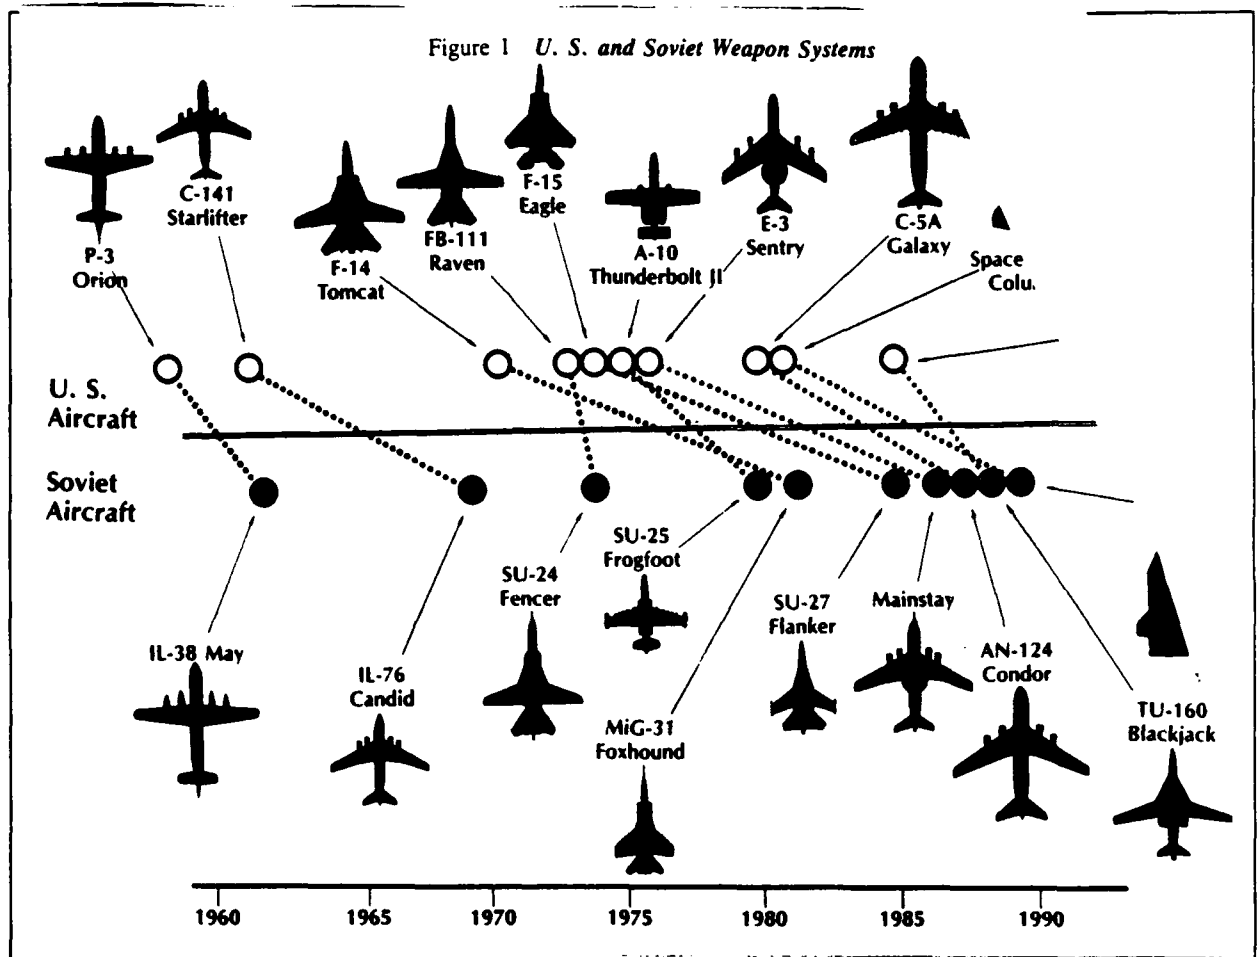 Figure 1 U. S. and Soviet Weapon Systems
C-141
Starlifter
P-3
Orion
F-14
Tomcat
FB-111
Raven
F-15
Eagle
A-10
Thunderbolt II
E-3
Sentry
C-5A
Galaxy
Space
Colu
U. S.
Aircraft
Soviet
Aircraft
IL-38 May
IL-76
Candid
SU-24
Fencer
SU-25
Frogfoot
MiG-31
Foxhound
SU-27
Flanker
Mainstay
AN-124
Condor
TU-160
Blackjack
1960 1965 1970 1975 1980 1985 1990